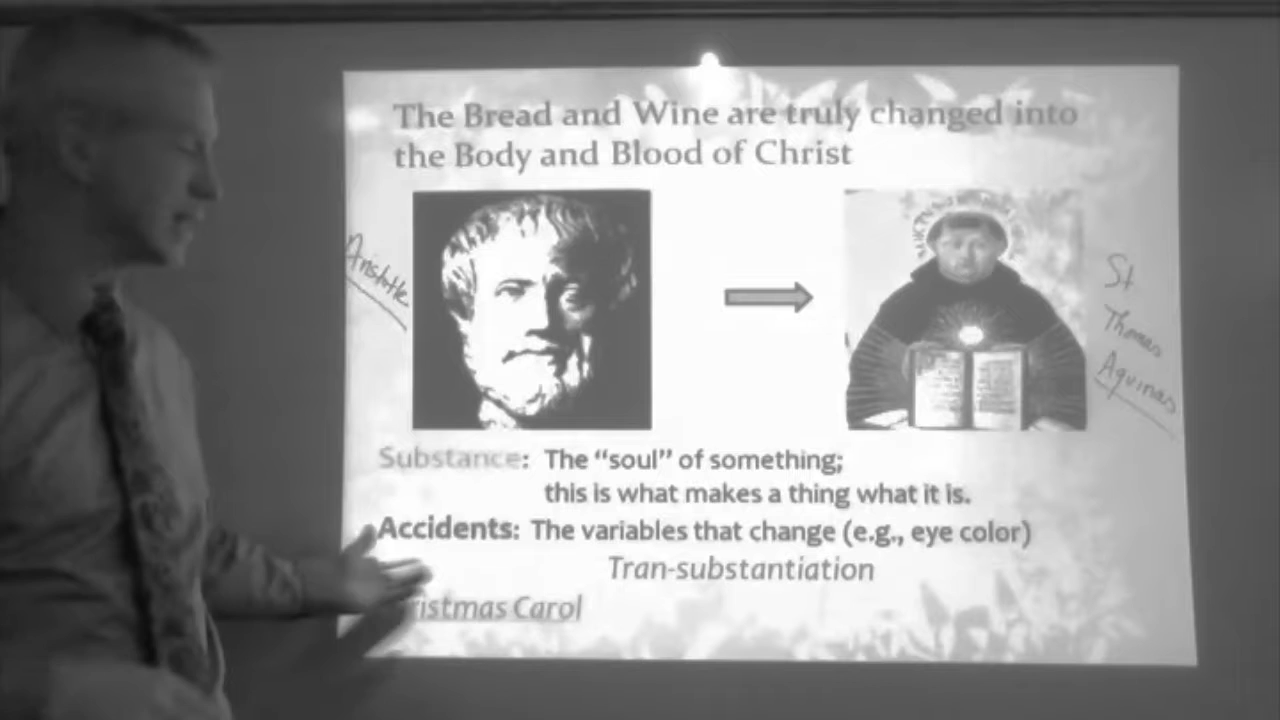 The Bread and Wine are truly changed into
the Body and Blood of Christ
Aristotle
St
Thomas
Aquinas
Substance: The “soul” of something;
this is what makes a thing what it is.
Accidents: The variables that change (e.g., eye color)
Tran-substantiation
Carol